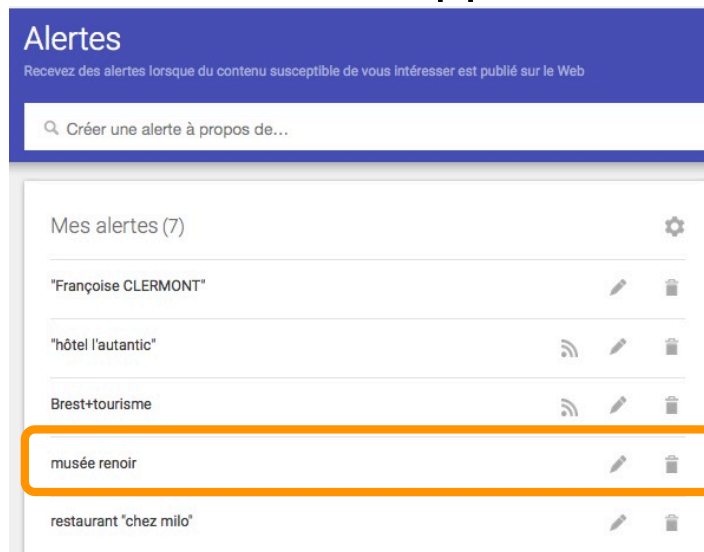 Alertes
Recevez des alertes lorsque du contenu susceptible de vous intéresser est publié sur le Web
Créer une alerte à propos de...
Mes alertes (7)
"Françoise CLERMONT"
"hôtel l'autantic"
Brest+tourisme
musée renoir
restaurant "chez milo"